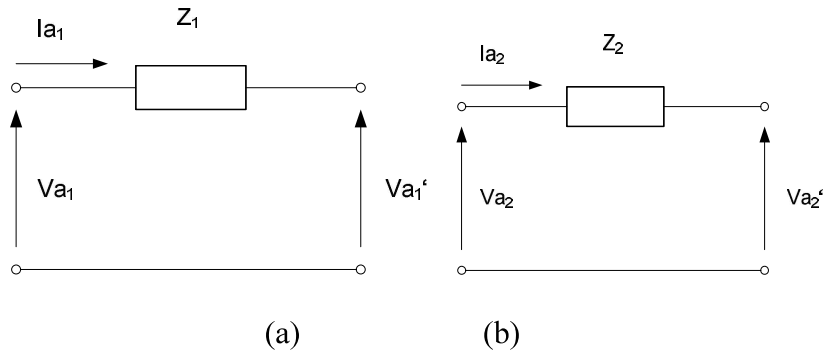 Ia₁
Z₁
Va₁
Va₁‘
(a)
Ia₂
Z₂
Va₂
Va₂‘
(b)